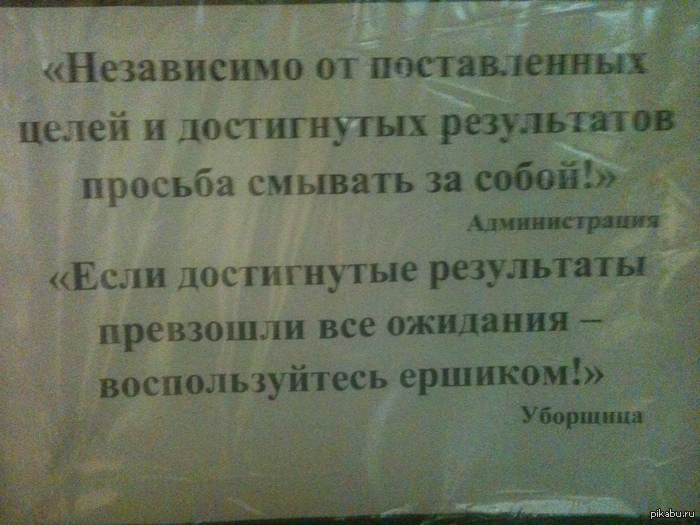 «Независимо от поставленных
целей и достигнутых результатов
просьба смывать за собой!»
Администрация
«Если достигнутые результаты
превзошли все ожидания –
воспользуйтесь ершиком!»
Уборщица
pikabu.ru